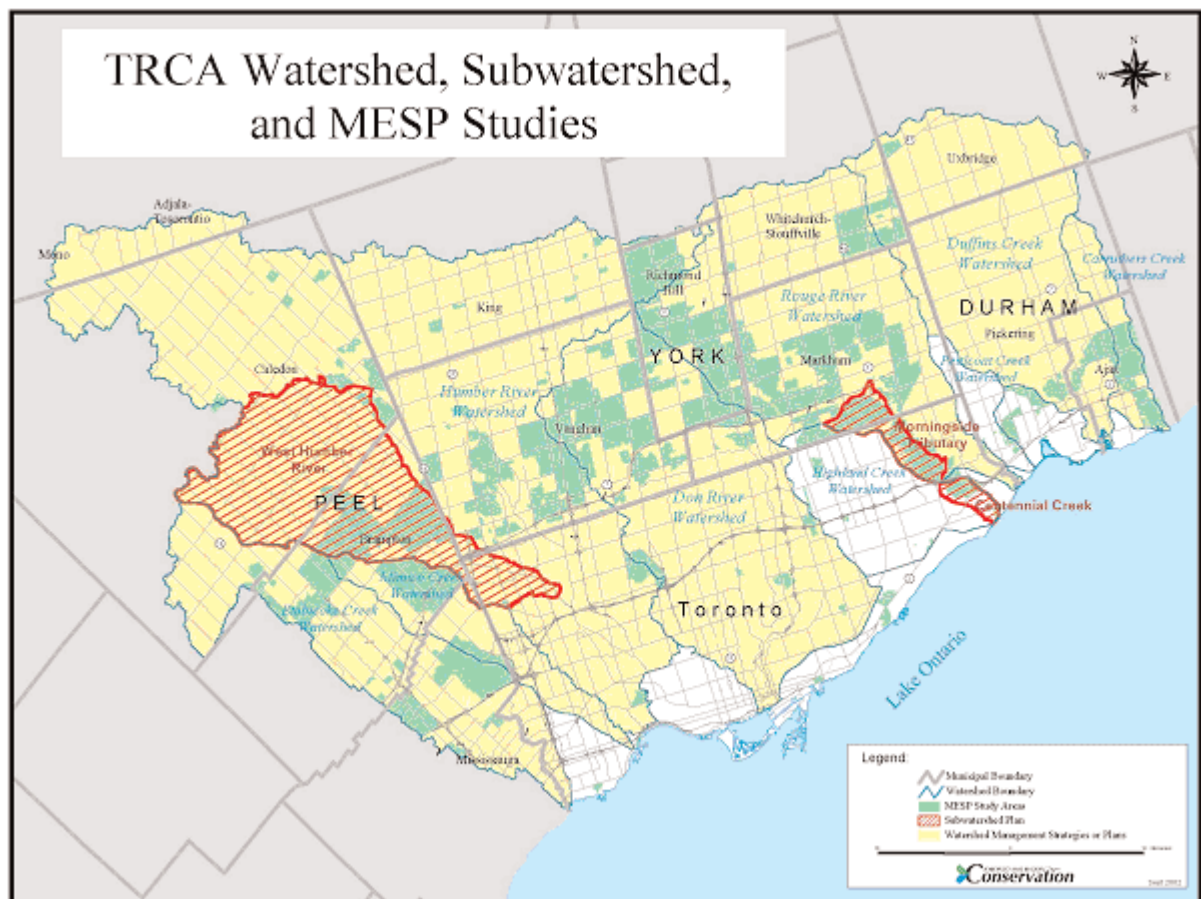 TRCA Watershed, Subwatershed,
and MESP Studies
N
W
E
S
Uxbridge
Adjala-
Tosorontio
Mono
Whitchurch-
Stouffville
Duffins Creek
Watershed
Carruthers Creek
Watershed
Richmond
Hill
King
Rouge River
Watershed
DURHAM
Pickering
YORK
Markham
Petticoat Creek
Watershed
Ajax
Caledon
Humber River
Watershed
Vaughan
Morningside
Tributary
West Humber
River
Highland Creek
Watershed
PEEL
Don River
Watershed
Centennial Creek
Brampton
Mimico Creek
Watershed
Etobicoke Creek
Watershed
Toronto
Lake Ontario
Mississauga
Legend:
Municipal Boundary
Watershed Boundary
MESP Study Areas
Subwatershed Plan
Watershed Management Strategies or Plans
Conservation